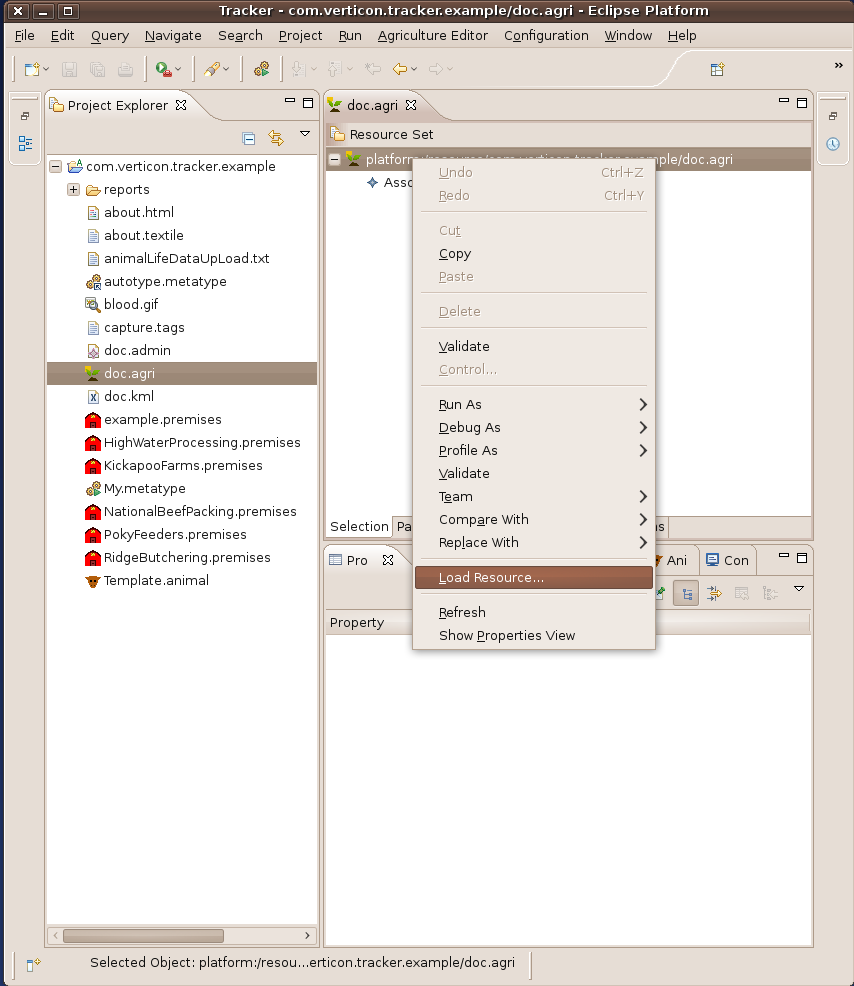 Tracker - com.verticon.tracker.example/doc.agri - Eclipse Platform
File Edit Query Navigate Search Project Run Agriculture Editor Configuration Window Help
Project Explorer
com.verticon.tracker.example
reports
about.html
about.textile
animalLifeDataUpLoad.txt
autotype.metatype
blood.gif
capture.tags
doc.admin
doc.agri
doc.kml
example.premises
HighWaterProcessing.premises
KickapooFarms.premises
My.metatype
NationalBeefPacking.premises
PokyFeeders.premises
RidgeButchering.premises
Template.animal
doc.agri
Resource Set
platform:/resource/com.verticon.tracker.example/doc.agri
Asso
Undo Ctrl+Z
Redo Ctrl+Y
Cut
Copy
Paste
Delete
Validate
Control...
Run As
Debug As
Profile As
Validate
Team
Compare With
Replace With
Load Resource...
Refresh
Show Properties View
Selection Pa
Pro Ani Con
Property
Selected Object: platform:/resou...erticon.tracker.example/doc.agri